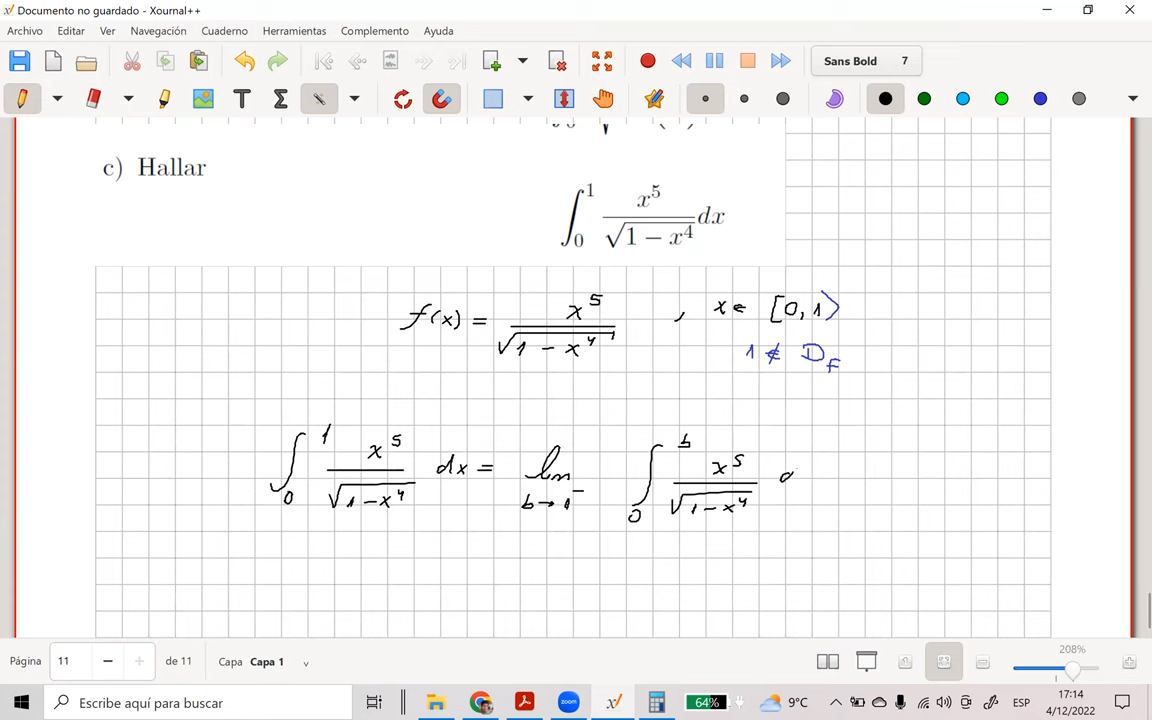 Documento no guardado - Xournal++
Archivo Editar Ver Navegación Cuaderno Herramientas Complemento Ayuda
Sans Bold 7
c) Hallar
∫₀¹ x⁵/√(1 − x⁴) dx
f(x) = x⁵/√(1 − x⁴) , x ∈ [0, 1⟩
1 ∉ D_f
∫₀¹ x⁵/√(1−x⁴) dx = lim_{b→1⁻} ∫₀ᵇ x⁵/√(1−x⁴)
Página 11 de 11 Capa Capa 1
208%
Escribe aquí para buscar
zoom
64%
9°C
ESP
17:14
4/12/2022